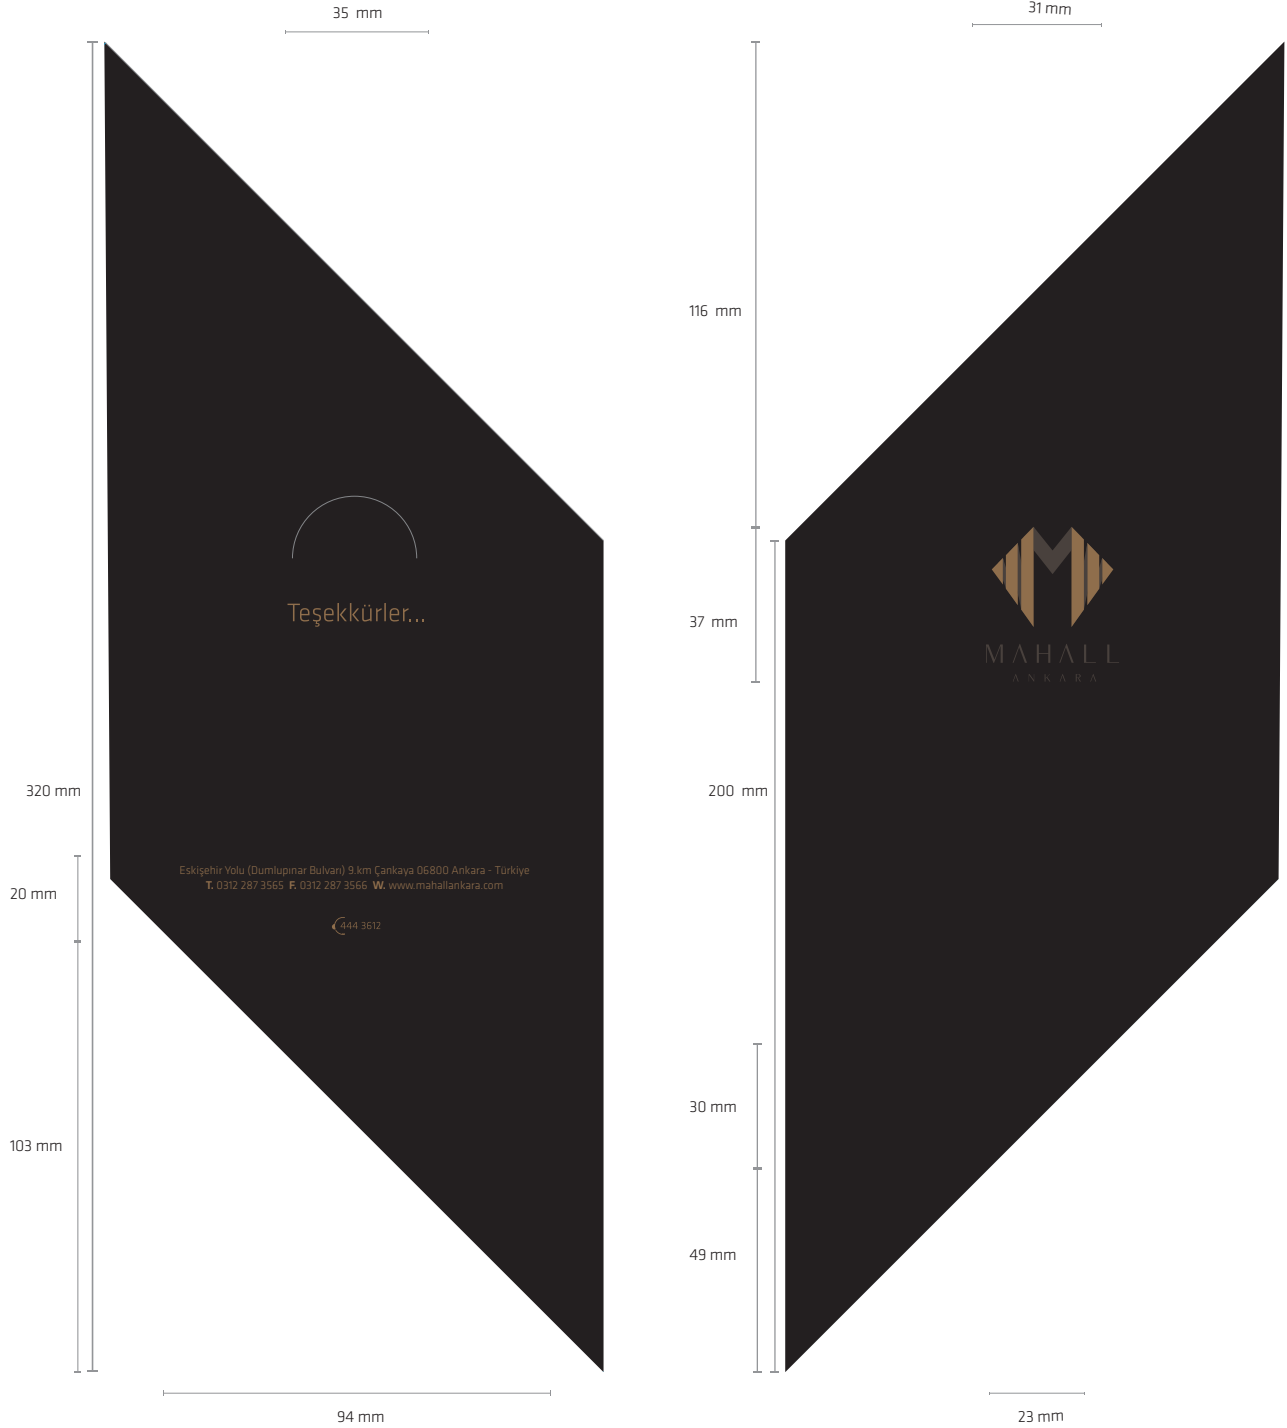 35 mm
31 mm
116 mm
Teşekkürler...
37 mm
MAHALL
ANKARA
320 mm
200 mm
Eskişehir Yolu (Dumlupınar Bulvarı) 9.km Çankaya 06800 Ankara - Türkiye
T. 0312 287 3565 F. 0312 287 3566 W. www.mahallankara.com
20 mm
444 3612
30 mm
103 mm
49 mm
94 mm
23 mm